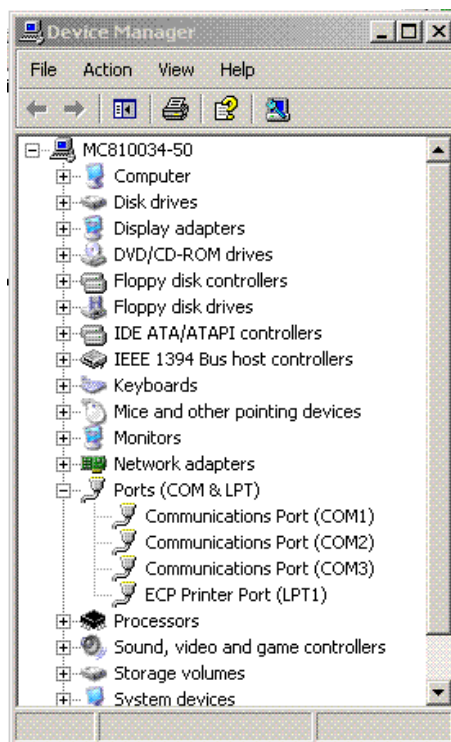 Device Manager
File Action View Help
MC810034-50
Computer
Disk drives
Display adapters
DVD/CD-ROM drives
Floppy disk controllers
Floppy disk drives
IDE ATA/ATAPI controllers
IEEE 1394 Bus host controllers
Keyboards
Mice and other pointing devices
Monitors
Network adapters
Ports (COM & LPT)
Communications Port (COM1)
Communications Port (COM2)
Communications Port (COM3)
ECP Printer Port (LPT1)
Processors
Sound, video and game controllers
Storage volumes
System devices